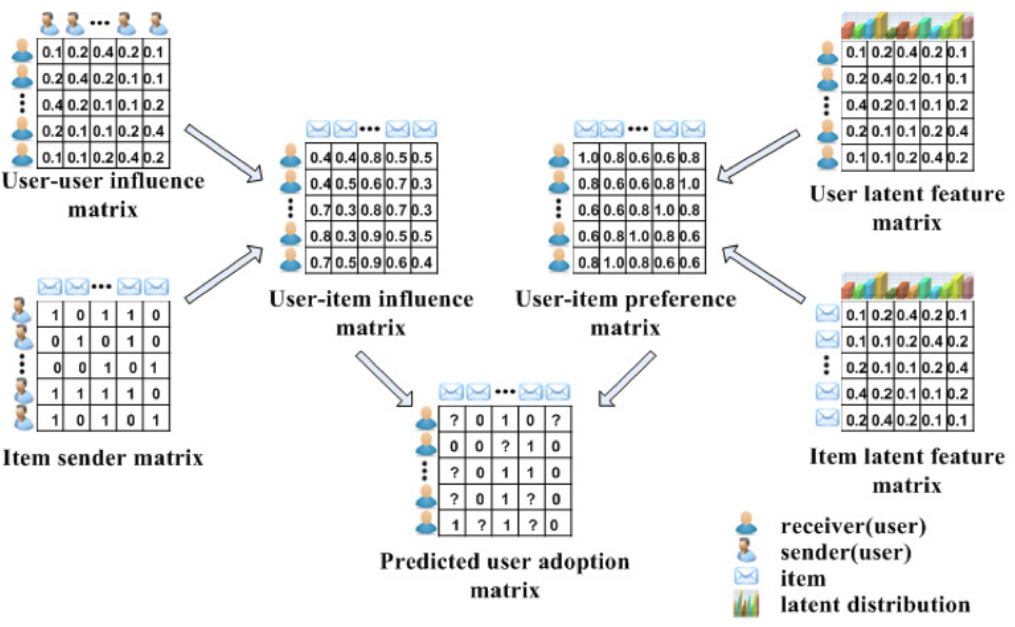 0.1 0.2 0.4 0.2 0.1
0.2 0.4 0.2 0.1 0.1
0.4 0.2 0.1 0.1 0.2
0.2 0.1 0.1 0.2 0.4
0.1 0.1 0.2 0.4 0.2
User-user influence
matrix
1 0 1 1 0
0 1 0 1 0
0 0 1 0 1
1 1 1 1 0
1 0 1 0 1
Item sender matrix
0.4 0.4 0.8 0.5 0.5
0.4 0.5 0.6 0.7 0.3
0.7 0.3 0.8 0.7 0.3
0.8 0.3 0.9 0.5 0.5
0.7 0.5 0.9 0.6 0.4
User-item influence
matrix
1.0 0.8 0.6 0.6 0.8
0.8 0.6 0.6 0.8 1.0
0.6 0.6 0.8 1.0 0.8
0.6 0.8 1.0 0.8 0.6
0.8 1.0 0.8 0.6 0.6
User-item preference
matrix
0.1 0.2 0.4 0.2 0.1
0.2 0.4 0.2 0.1 0.1
0.4 0.2 0.1 0.1 0.2
0.2 0.1 0.1 0.2 0.4
0.1 0.1 0.2 0.4 0.2
User latent feature
matrix
0.1 0.2 0.4 0.2 0.1
0.1 0.1 0.2 0.4 0.2
0.2 0.1 0.1 0.2 0.4
0.4 0.2 0.1 0.1 0.2
0.2 0.4 0.2 0.1 0.1
Item latent feature
matrix
? 0 1 0 ?
0 0 ? 1 0
? 0 1 1 0
? 0 1 ? 0
1 ? 1 ? 0
Predicted user adoption
matrix
receiver(user)
sender(user)
item
latent distribution